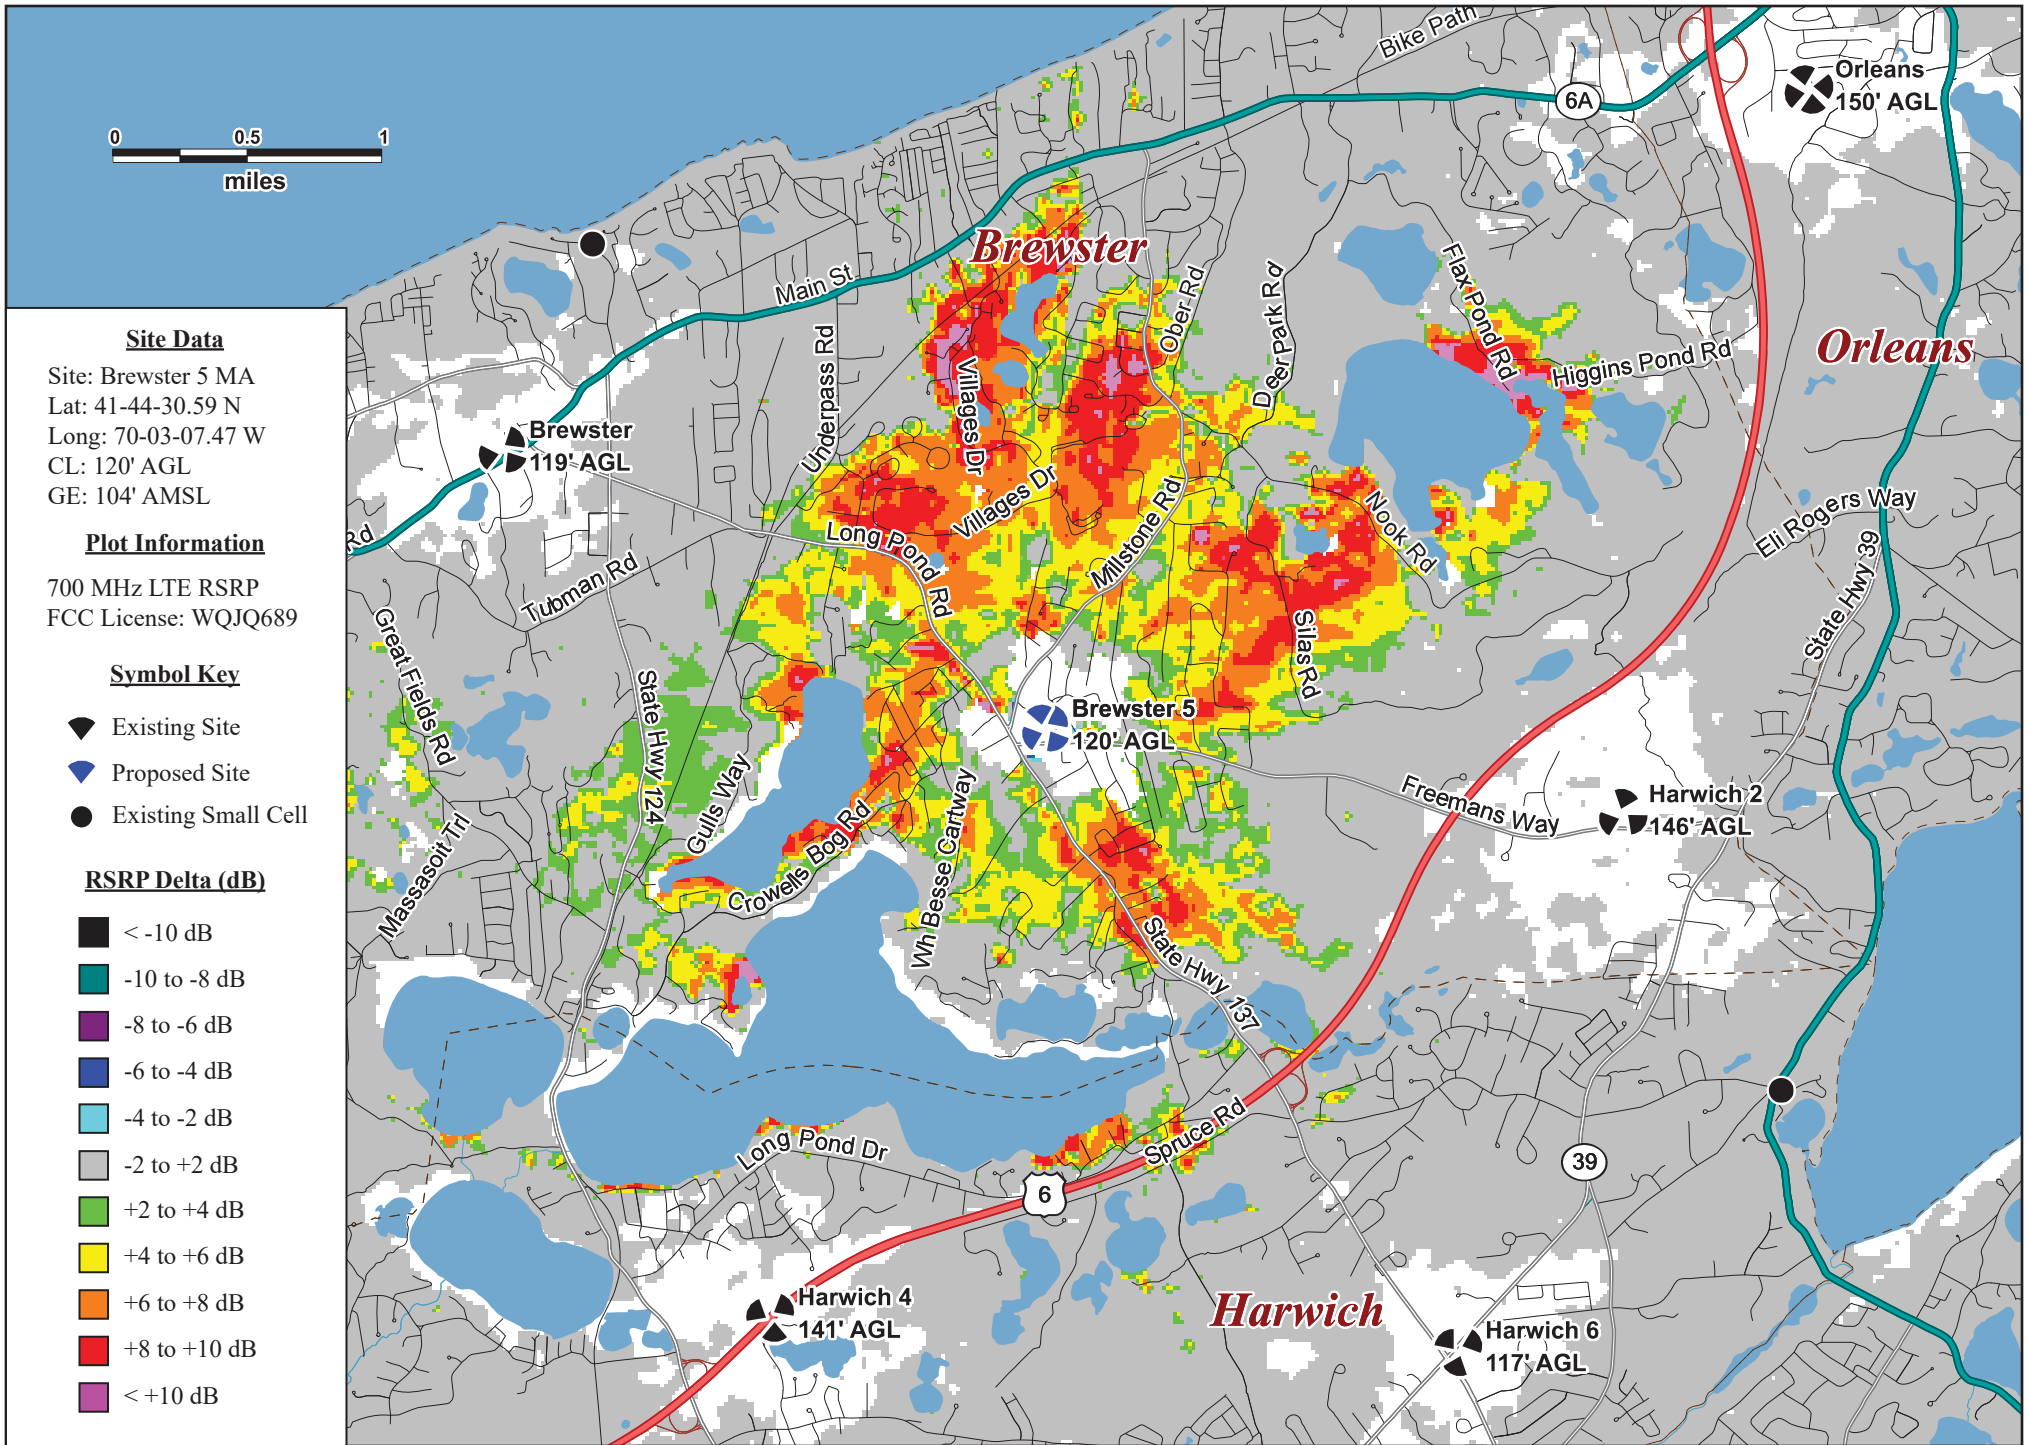 Site Data
Site: Brewster 5 MA
Lat: 41-44-30.59 N
Long: 70-03-07.47 W
CL: 120' AGL
GE: 104' AMSL
Plot Information
700 MHz LTE RSRP
FCC License: WQJQ689
Symbol Key
Existing Site
Proposed Site
Existing Small Cell
RSRP Delta (dB)
< -10 dB
-10 to -8 dB
-8 to -6 dB
-6 to -4 dB
-4 to -2 dB
-2 to +2 dB
+2 to +4 dB
+4 to +6 dB
+6 to +8 dB
+8 to +10 dB
< +10 dB
0 0.5 1
miles
Bike Path
6A
Orleans
150' AGL
Brewster
Main St
Ober Rd
Deer Park Rd
Flax Pond Rd
Higgins Pond Rd
Orleans
Underpass Rd
Villages Dr
Brewster
119' AGL
Rd
Villages Dr
Long Pond Rd
Millstone Rd
Nook Rd
Eli Rogers Way
State Hwy 39
Tubman Rd
Great Fields Rd
State Hwy 124
Silas Rd
Brewster 5
120' AGL
Gulls Way
Massasoit Trl
Crowells Bog Rd
Wh Besse Cartway
Freemans Way
Harwich 2
146' AGL
State Hwy 137
Long Pond Dr
Spruce Rd
6
39
Harwich 4
141' AGL
Harwich
Harwich 6
117' AGL